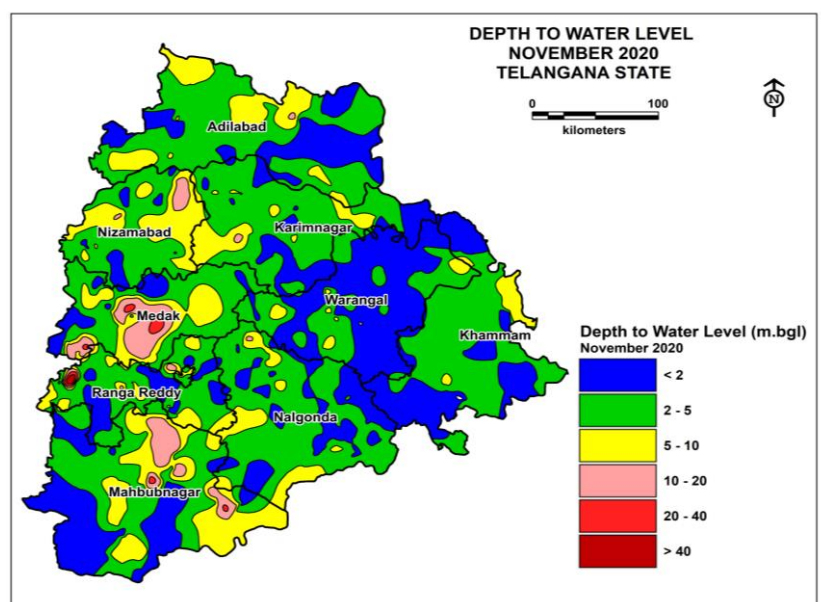 DEPTH TO WATER LEVEL
NOVEMBER 2020
TELANGANA STATE
0 100
kilometers
N
Adilabad
Nizamabad
Karimnagar
Warangal
Medak
Khammam
Ranga Reddy
Nalgonda
Mahbubnagar
Depth to Water Level (m.bgl)
November 2020
< 2
2 - 5
5 - 10
10 - 20
20 - 40
> 40